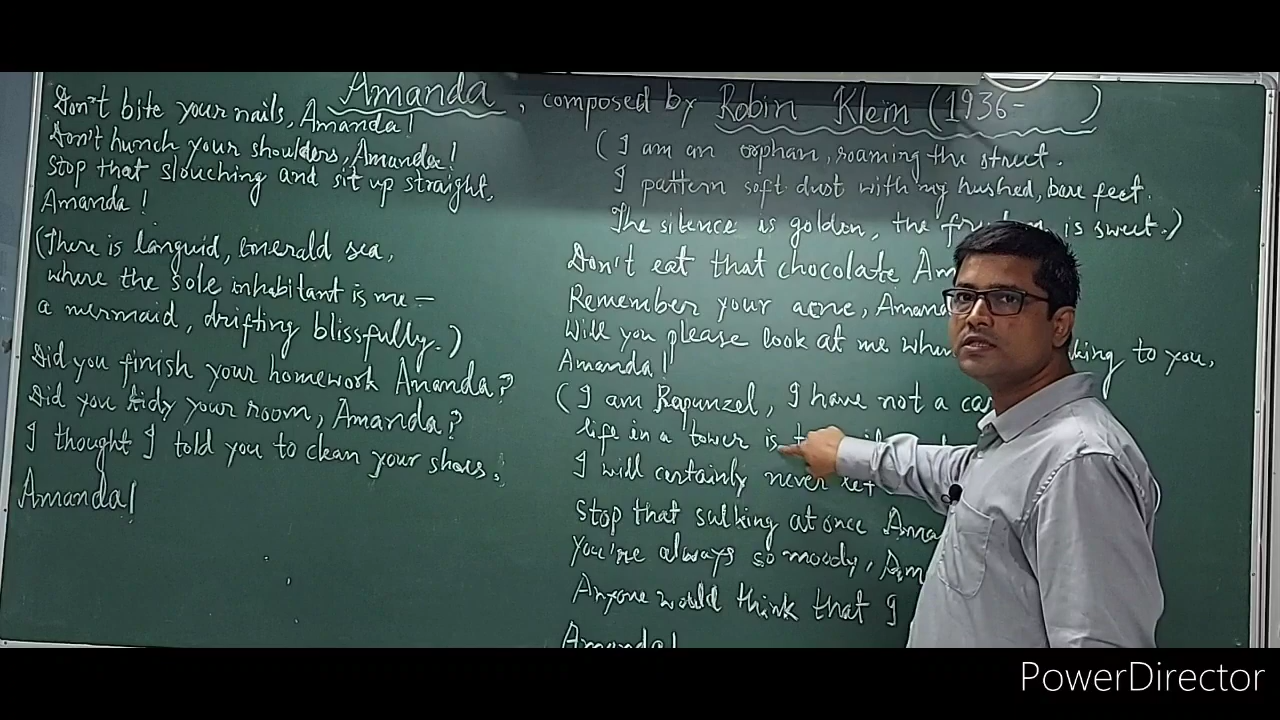 Amanda, composed by Robin Klein (1936- )
Don't bite your nails, Amanda!
Don't hunch your shoulders, Amanda!
Stop that slouching and sit up straight,
Amanda!
(There is languid, emerald sea,
where the sole inhabitant is me —
a mermaid, drifting blissfully.)
Did you finish your homework Amanda?
Did you tidy your room, Amanda?
I thought I told you to clean your shoes,
Amanda!
(I am an orphan, roaming the street.
I pattern soft dust with my hushed, bare feet.
The silence is golden, the is sweet.)
Don't eat that chocolate
Remember your acne,
Will you please look at me to you,
Amanda!
(I am Rapunzel, I have not a
life in a tower is
I will certainly never let
Stop that sulking at once
You're always so moody,
Anyone would think that I
Amanda!
PowerDirector